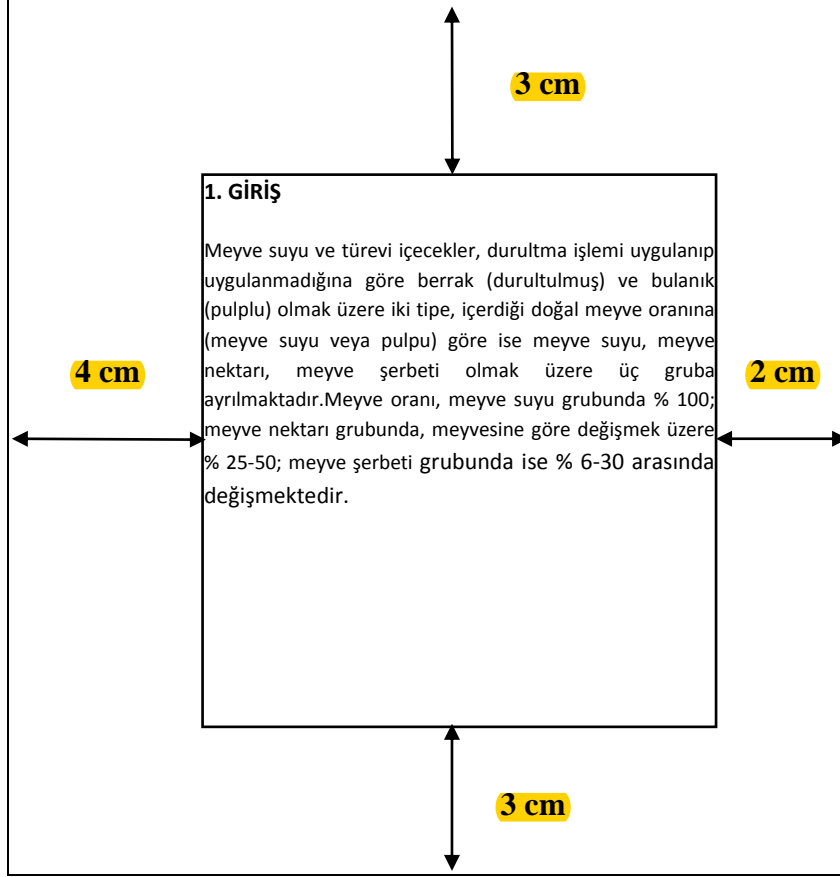 3 cm
1. GİRİŞ
Meyve suyu ve türevi içecekler, durultma işlemi uygulanıp
uygulanmadığına göre berrak (durultulmuş) ve bulanık
(pulplu) olmak üzere iki tipe, içerdiği doğal meyve oranına
(meyve suyu veya pulpu) göre ise meyve suyu, meyve
nektarı, meyve şerbeti olmak üzere üç gruba
ayrılmaktadır.Meyve oranı, meyve suyu grubunda % 100;
meyve nektarı grubunda, meyvesine göre değişmek üzere
% 25-50; meyve şerbeti grubunda ise % 6-30 arasında
değişmektedir.
4 cm
2 cm
3 cm